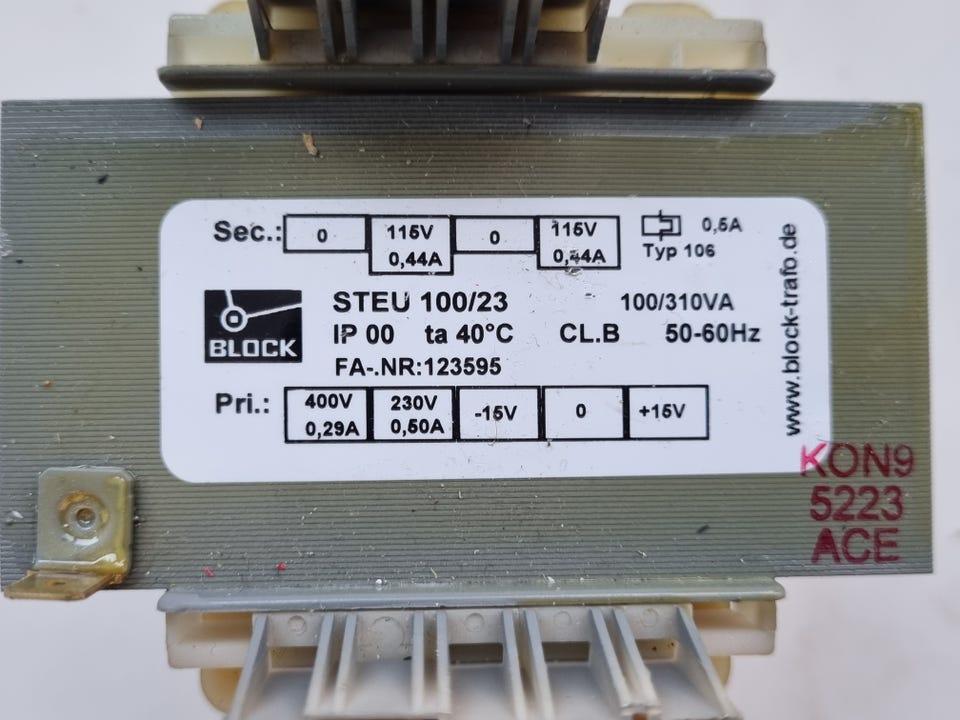 Sec.: 0 115V 0,44A 0 115V 0,44A 0,5A
Typ 106
BLOCK
STEU 100/23 100/310VA
IP 00 ta 40°C CL.B 50-60Hz
FA-.NR:123595
Pri.: 400V 0,29A 230V 0,50A -15V 0 +15V
www.block-trafo.de
KON9
5223
ACE